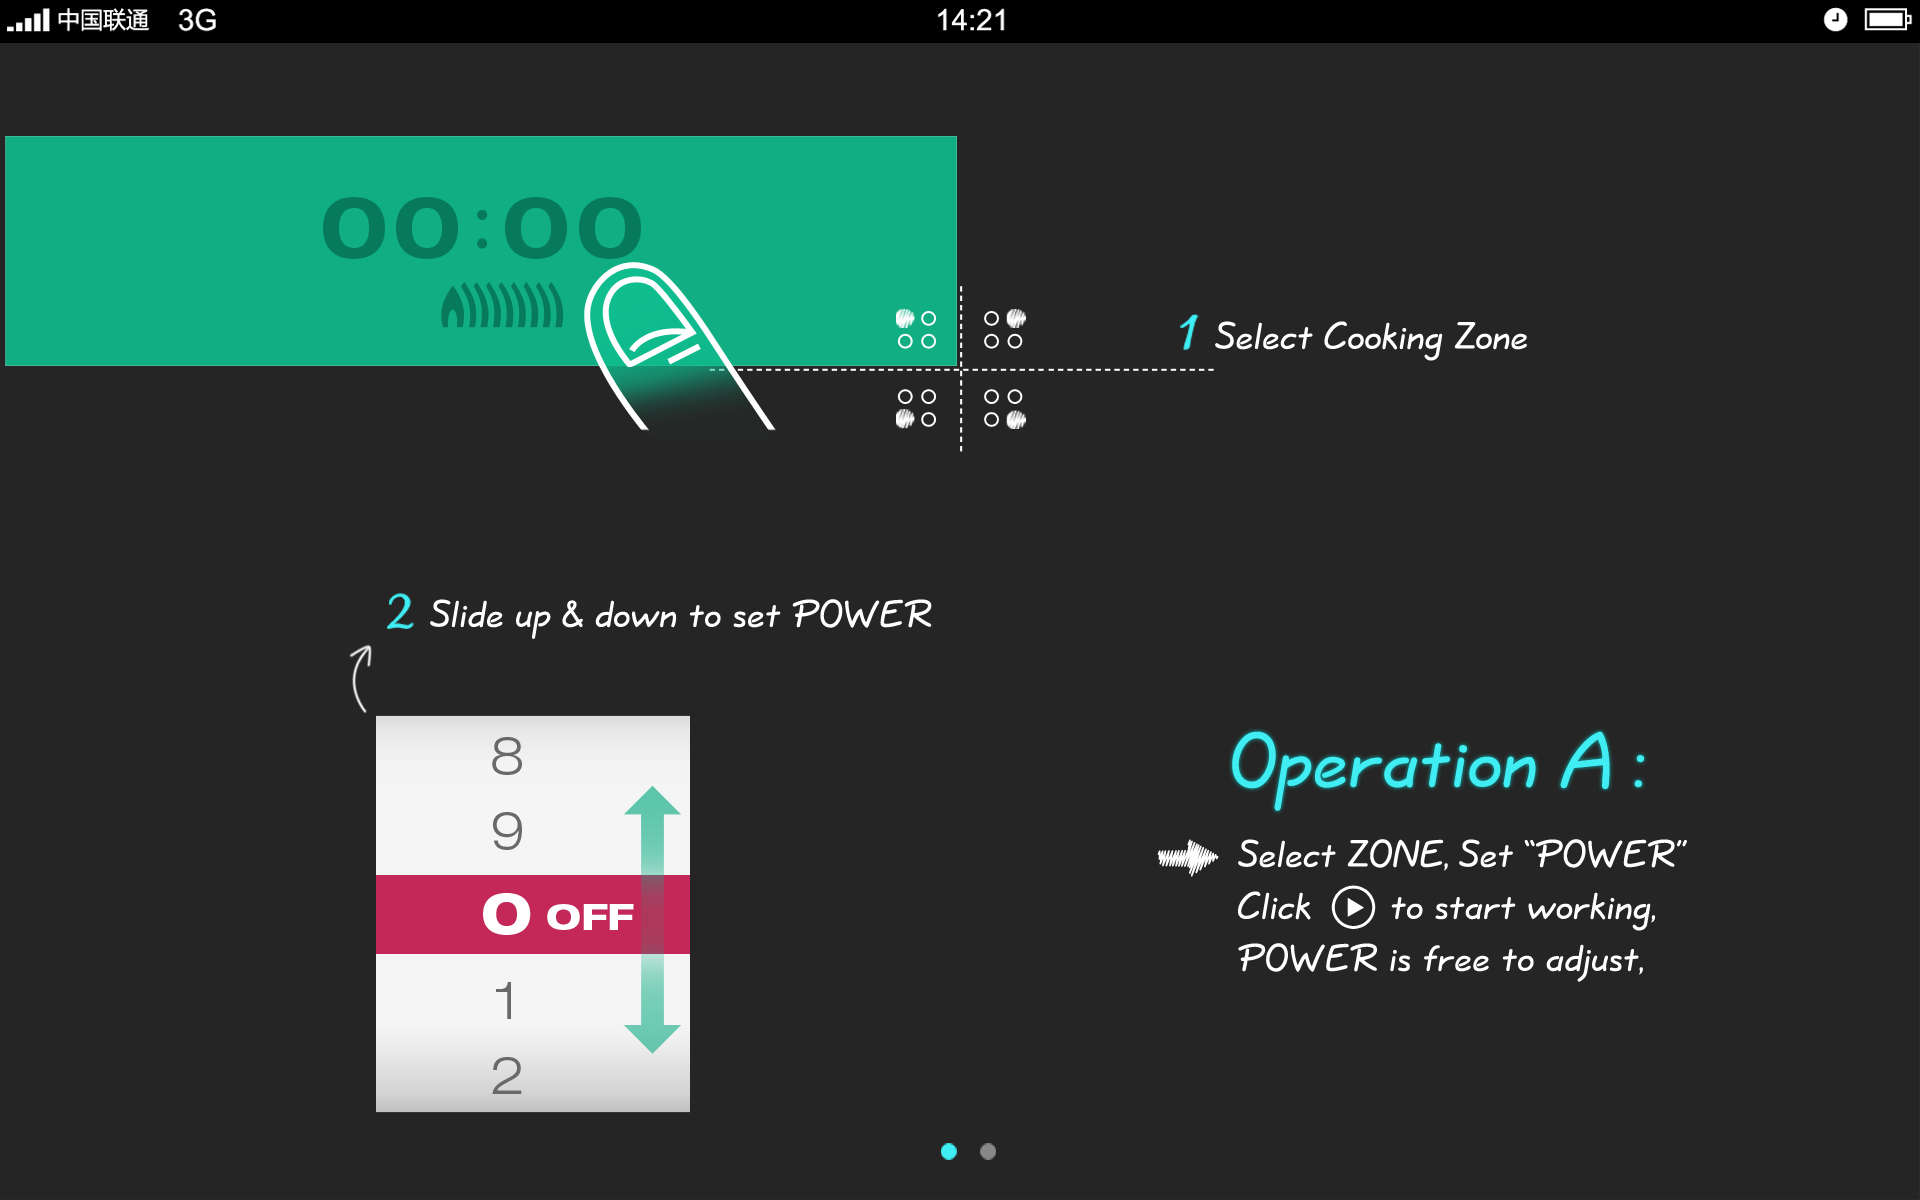 中国联通 3G 14:21
00:00
1 Select Cooking Zone
2 Slide up & down to set POWER
8
9
0 OFF
1
2
Operation A :
Select ZONE, Set “POWER”
Click to start working,
POWER is free to adjust,